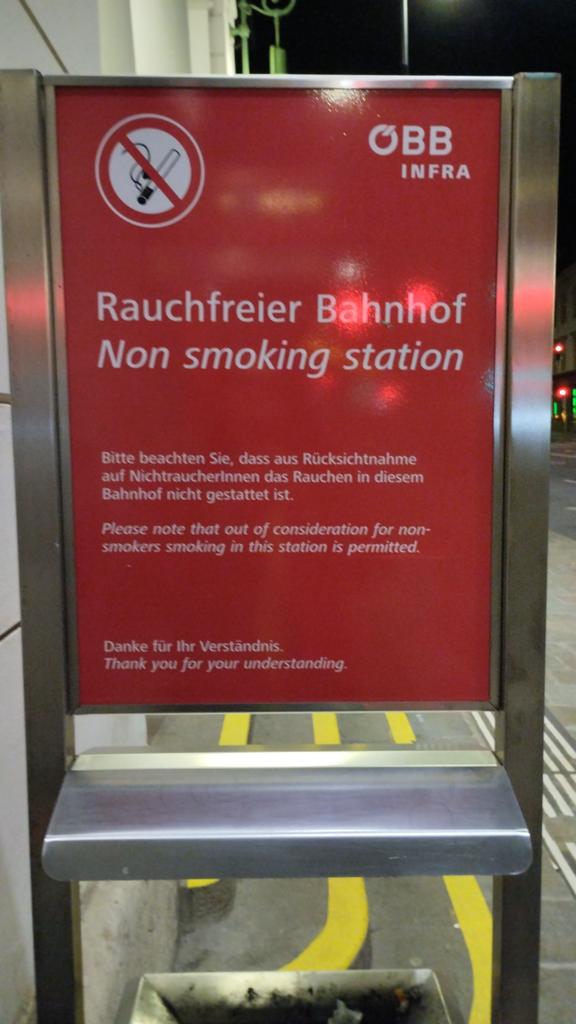 ÖBB
INFRA
Rauchfreier Bahnhof
Non smoking station
Bitte beachten Sie, dass aus Rücksichtnahme
auf NichtraucherInnen das Rauchen in diesem
Bahnhof nicht gestattet ist.
Please note that out of consideration for non-
smokers smoking in this station is permitted.
Danke für Ihr Verständnis.
Thank you for your understanding.